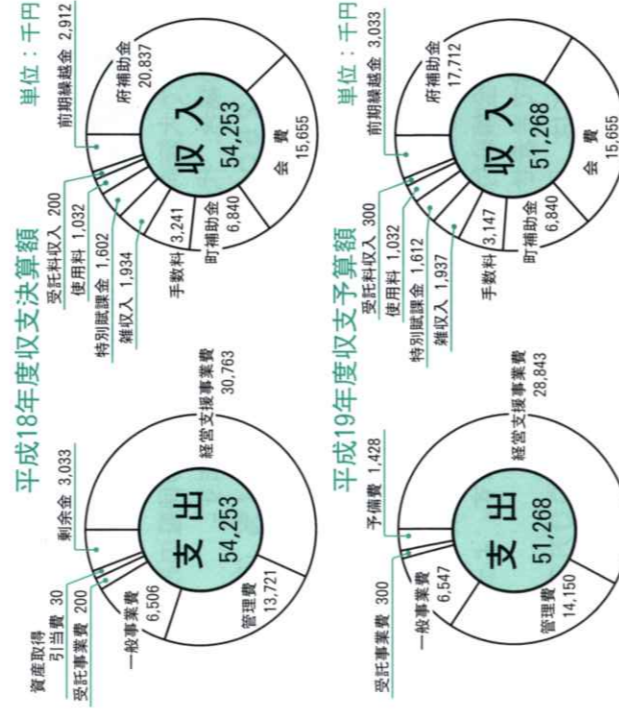 平成18年度収支決算額
単位：千円
支出
54,253
剰余金 3,033
資産取得
引当費 30
受託事業費 200
一般事業費
6,506
管理費
13,721
経営支援事業費
30,763
収入
54,253
前期繰越金 2,912
受託料収入 200
使用料 1,032
特別賦課金 1,602
雑収入 1,934
手数料 3,241
町補助金
6,840
会費
15,655
府補助金
20,837
平成19年度収支予算額
単位：千円
支出
51,268
予備費 1,428
受託事業費 300
一般事業費
6,547
管理費
14,150
経営支援事業費
28,843
収入
51,268
前期繰越金 3,033
受託料収入 300
使用料 1,032
特別賦課金 1,612
雑収入 1,937
手数料 3,147
町補助金
6,840
会費
15,655
府補助金
17,712